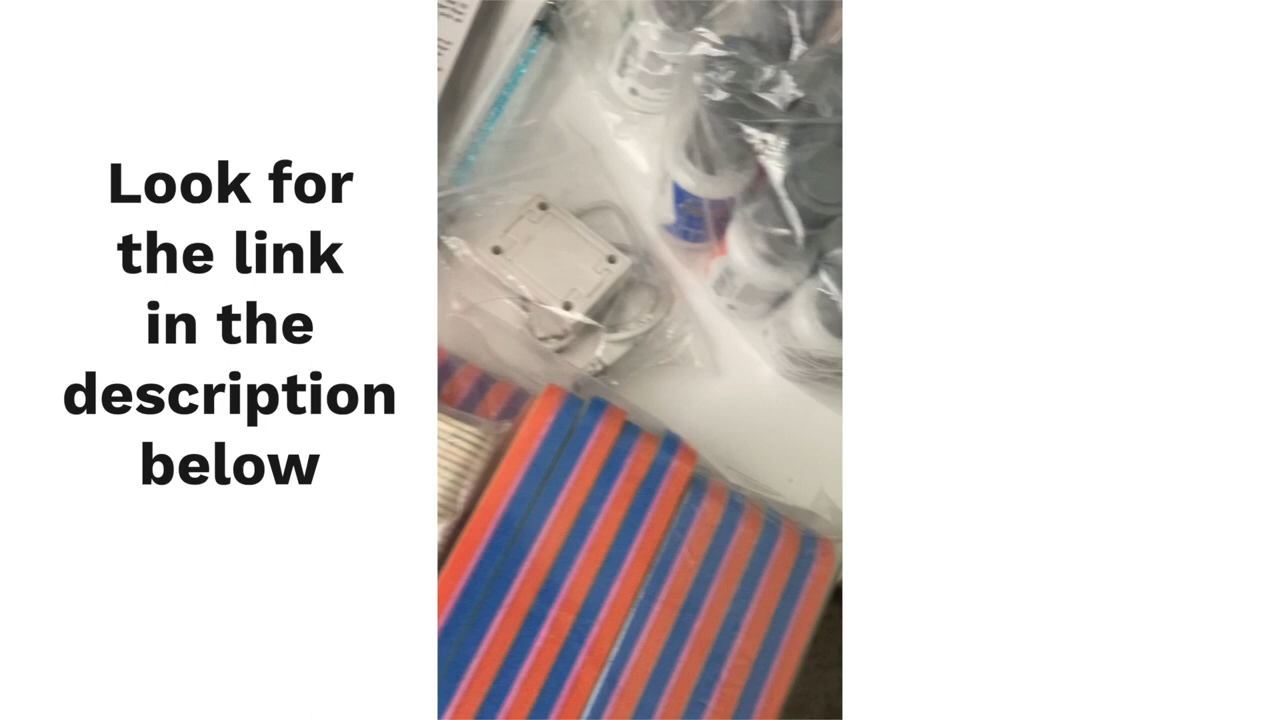 Look for
the link
in the
description
below